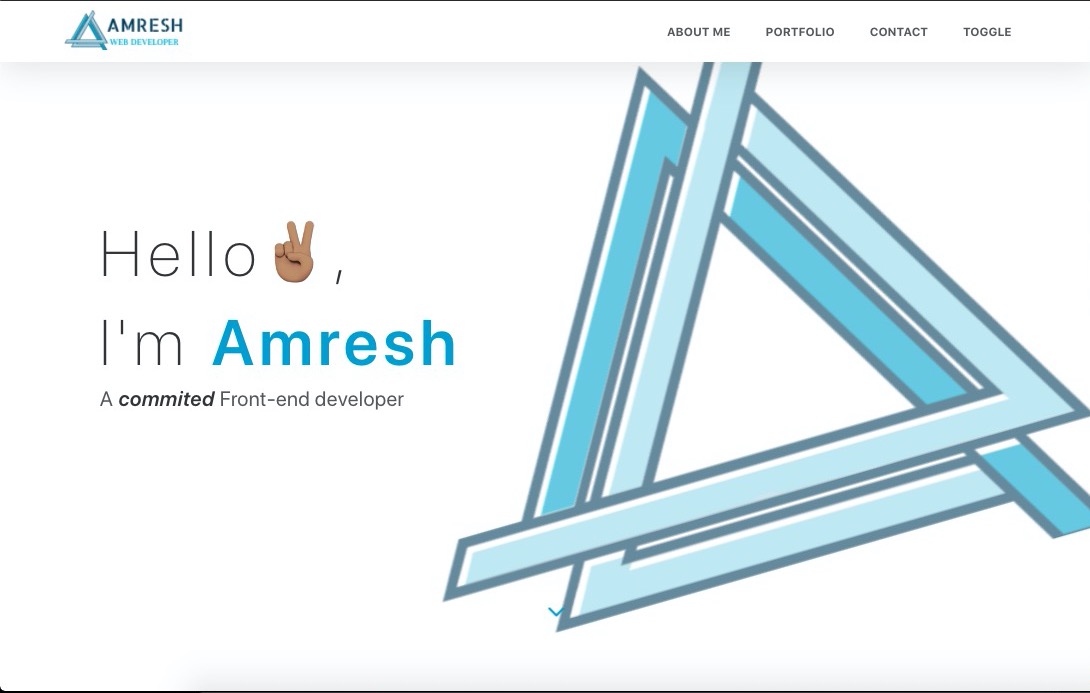 AMRESH
WEB DEVELOPER
ABOUT ME PORTFOLIO CONTACT TOGGLE
Hello✌🏽,
I'm Amresh
A commited Front-end developer